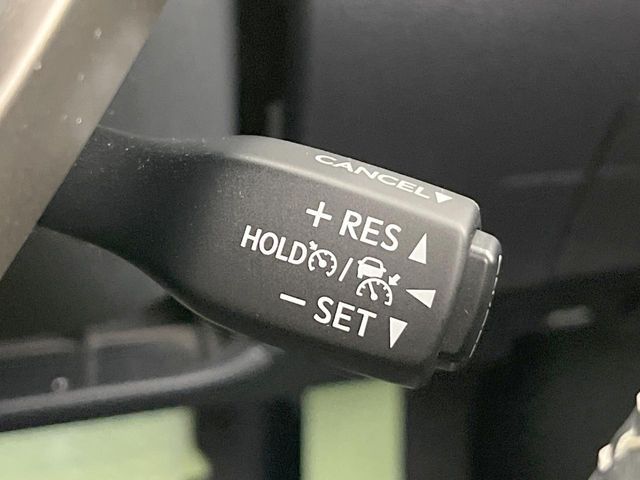 CANCEL▼
+ RES ▲
HOLD / ◀
− SET ▼